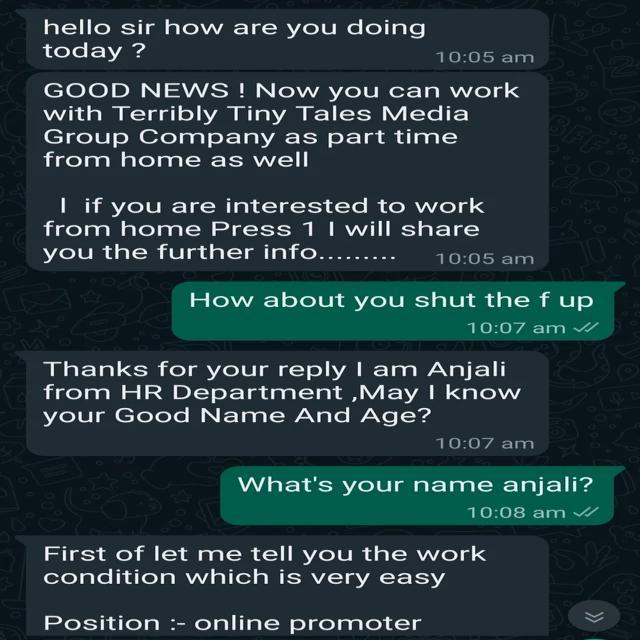 hello sir how are you doing
today ?
10:05 am
GOOD NEWS ! Now you can work
with Terribly Tiny Tales Media
Group Company as part time
from home as well
I if you are interested to work
from home Press 1 I will share
you the further info.........
10:05 am
How about you shut the f up
10:07 am
Thanks for your reply I am Anjali
from HR Department ,May I know
your Good Name And Age?
10:07 am
What's your name anjali?
10:08 am
First of let me tell you the work
condition which is very easy
Position :- online promoter